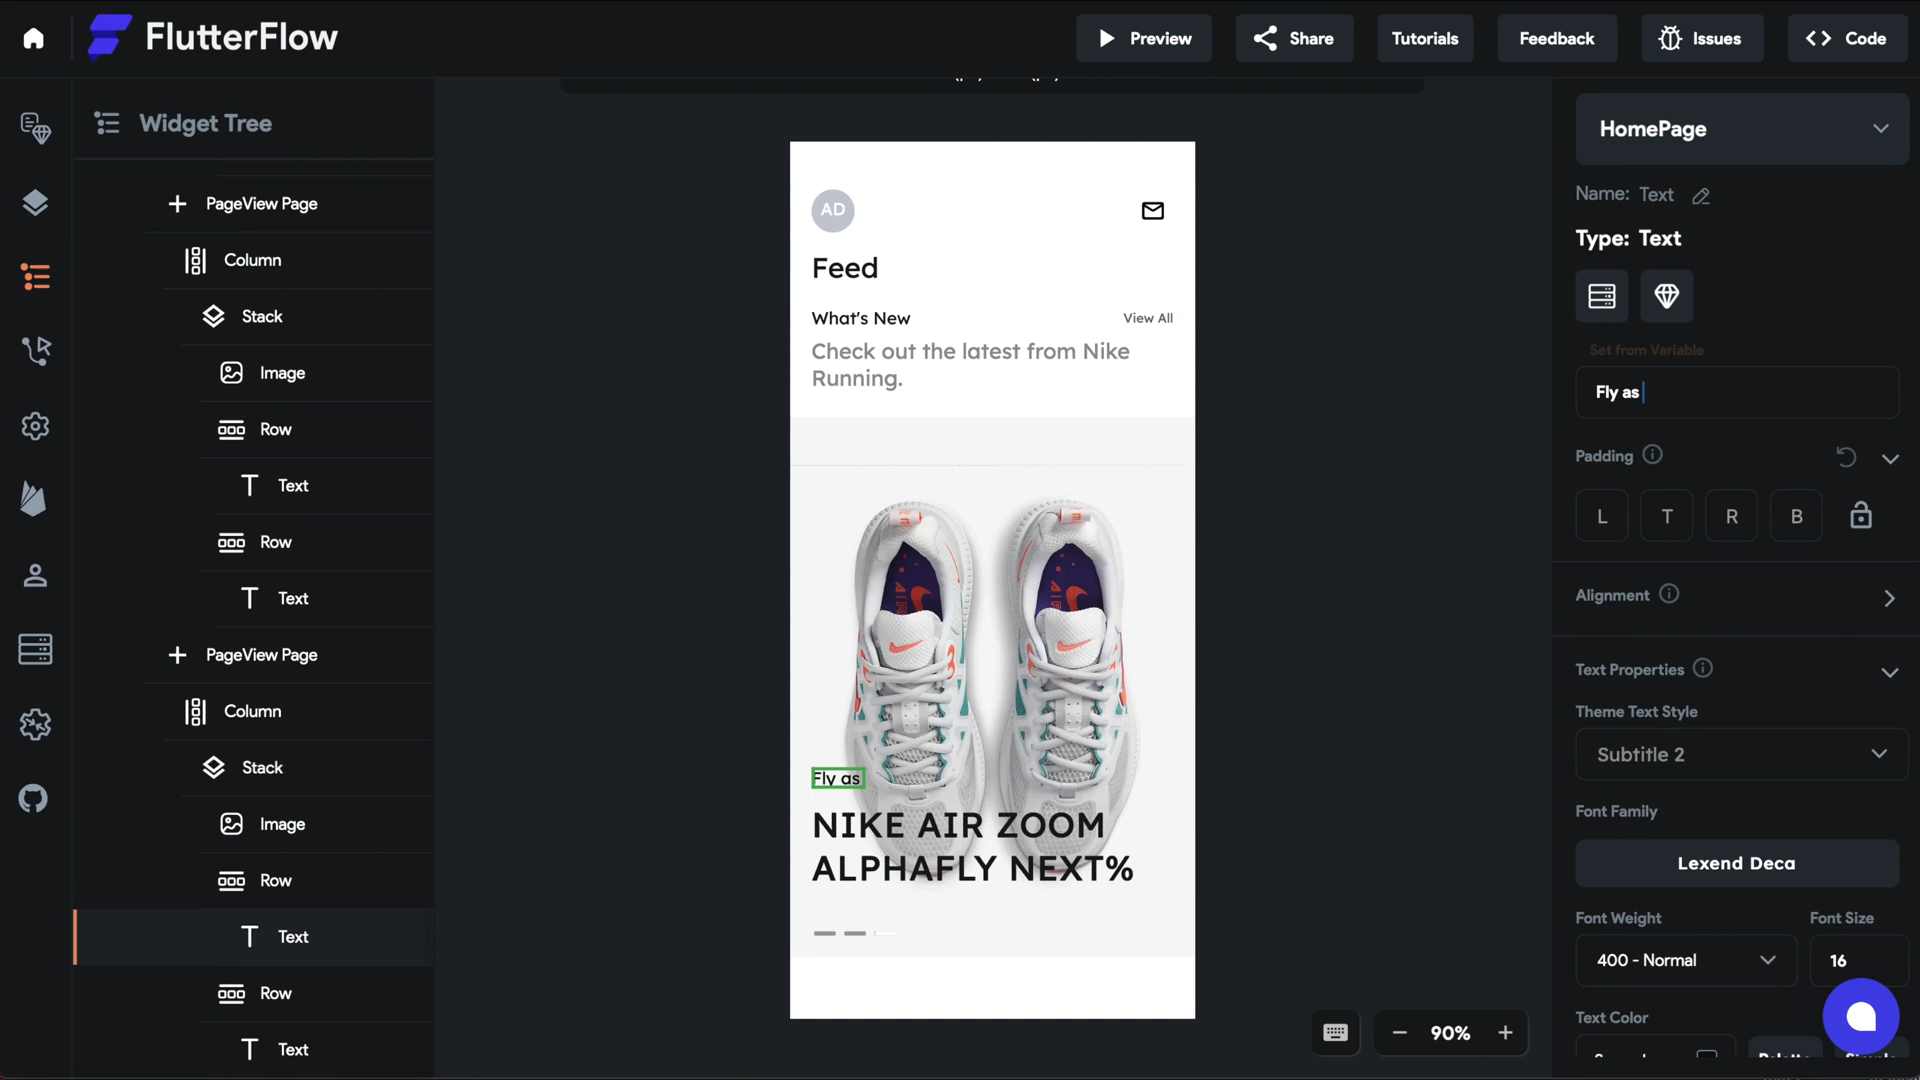 FlutterFlow
Preview
Share
Tutorials
Feedback
Issues
Code
Widget Tree
PageView Page
Column
Stack
Image
Row
Text
Row
Text
PageView Page
Column
Stack
Image
Row
Text
Row
Text
AD
Feed
What's New
View All
Check out the latest from Nike
Running.
Fly as
NIKE AIR ZOOM
ALPHAFLY NEXT%
90%
HomePage
Name: Text
Type: Text
Set from Variable
Fly as
Padding
L
T
R
B
Alignment
Text Properties
Theme Text Style
Subtitle 2
Font Family
Lexend Deca
Font Weight
Font Size
400 - Normal
16
Text Color